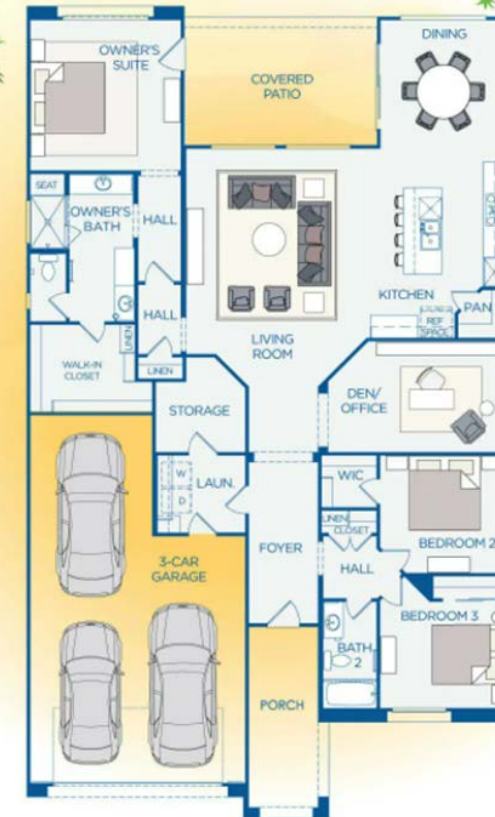 OWNER'S
SUITE
COVERED
PATIO
DINING
SEAT
OWNER'S
BATH
HALL
HALL
LINEN
WALK-IN
CLOSET
LINEN
LIVING
ROOM
KITCHEN
REF
SPACE
PAN
STORAGE
DEN/
OFFICE
W
D
LAUN.
WIC
LINEN
CLOSET
BEDROOM 2
3-CAR
GARAGE
FOYER
HALL
BEDROOM 3
BATH
2
PORCH